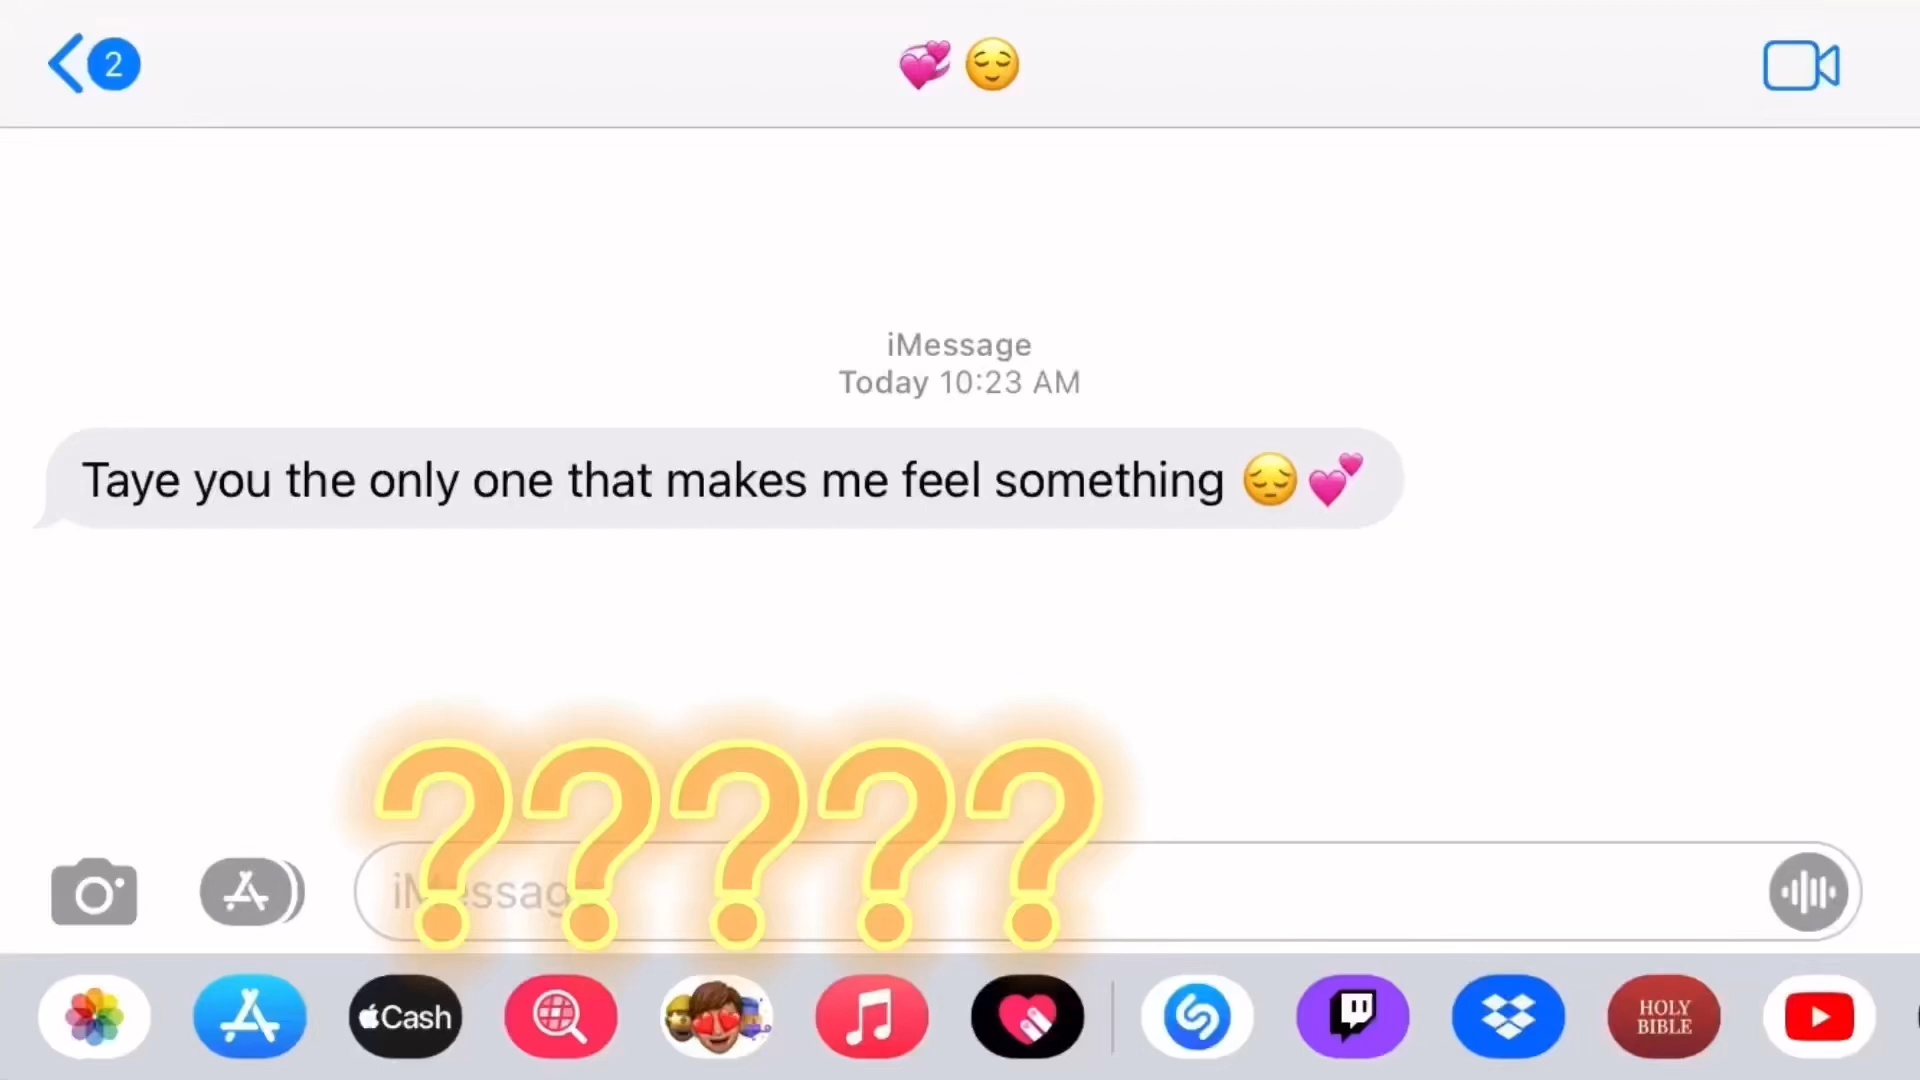 2 💞 😌
iMessage
Today 10:23 AM
Taye you the only one that makes me feel something 😔 💕
?????
iMessage
Cash
HOLY
BIBLE